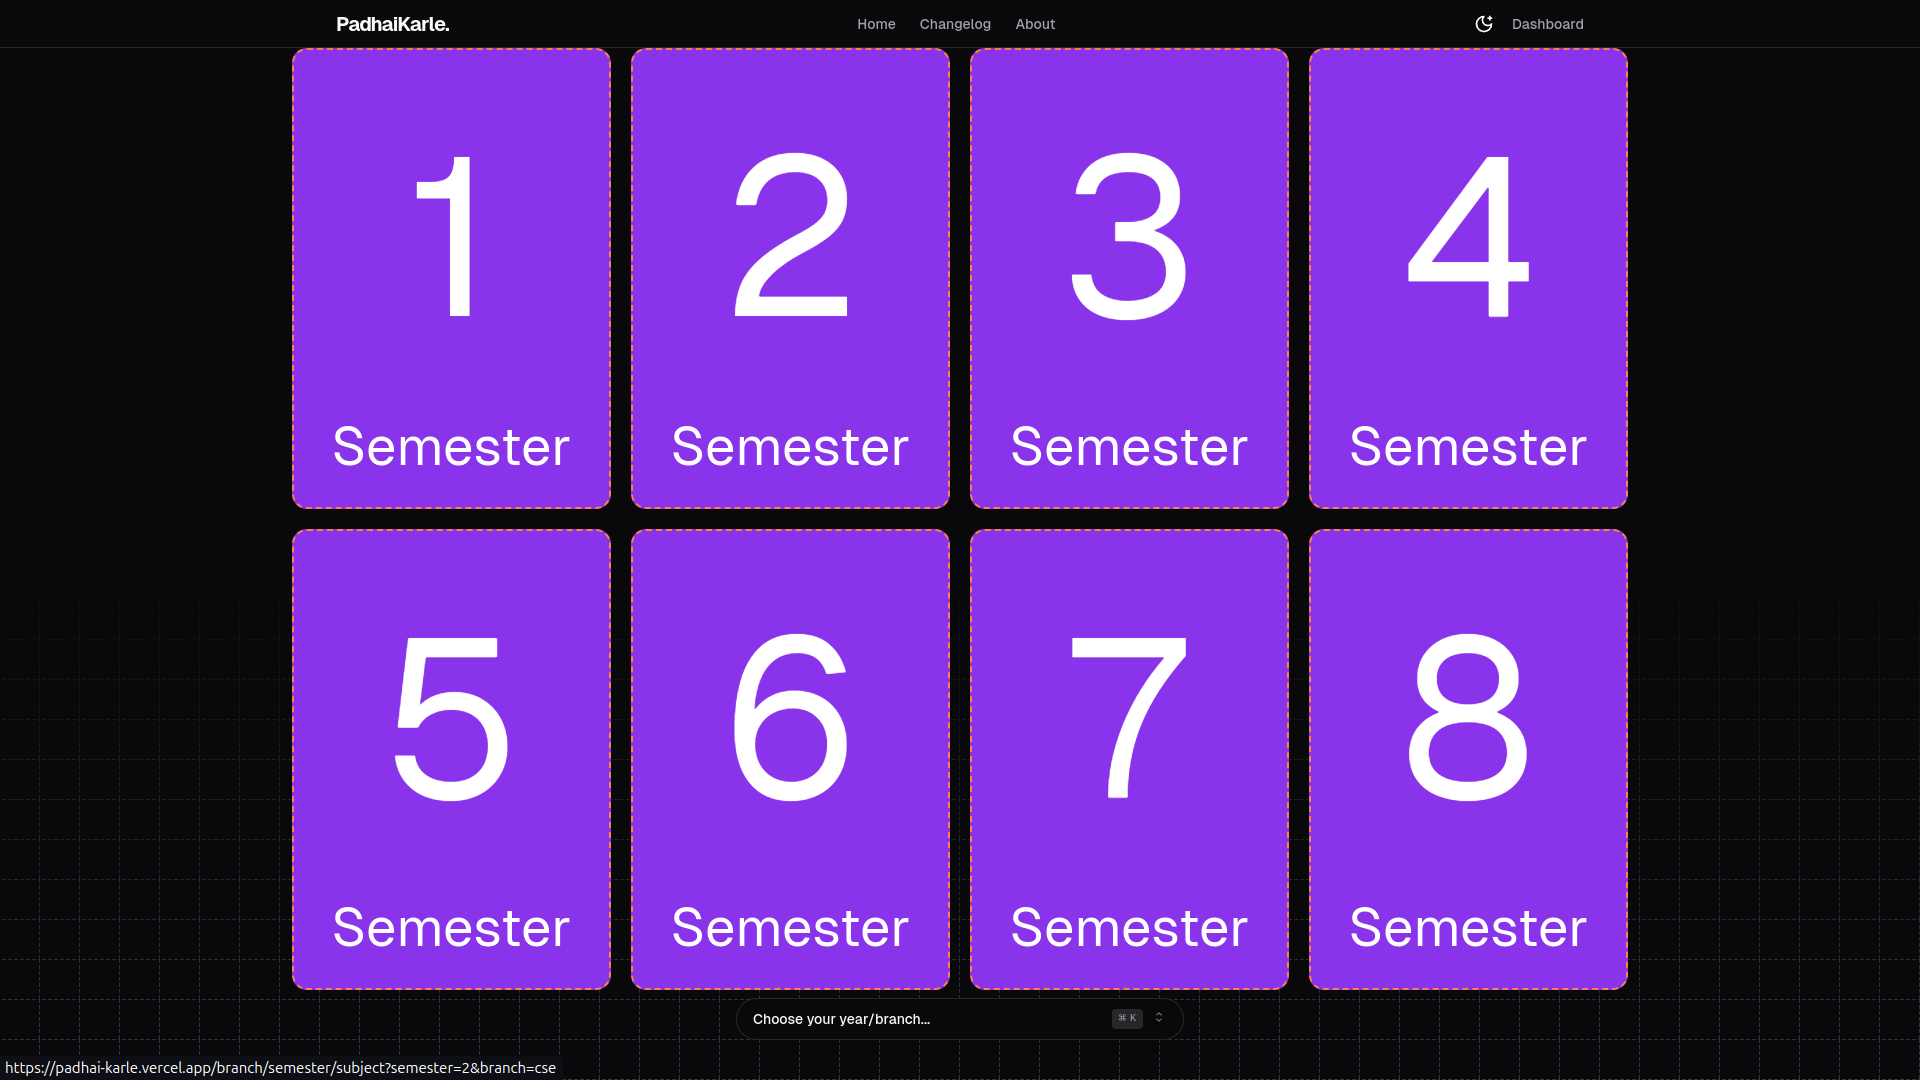 PadhaiKarle.
Home Changelog About
Dashboard
1 2 3 4
Semester Semester Semester Semester
5 6 7 8
Semester Semester Semester Semester
Choose your year/branch... ⌘ K
https://padhai-karle.vercel.app/branch/semester/subject?semester=2&branch=cse